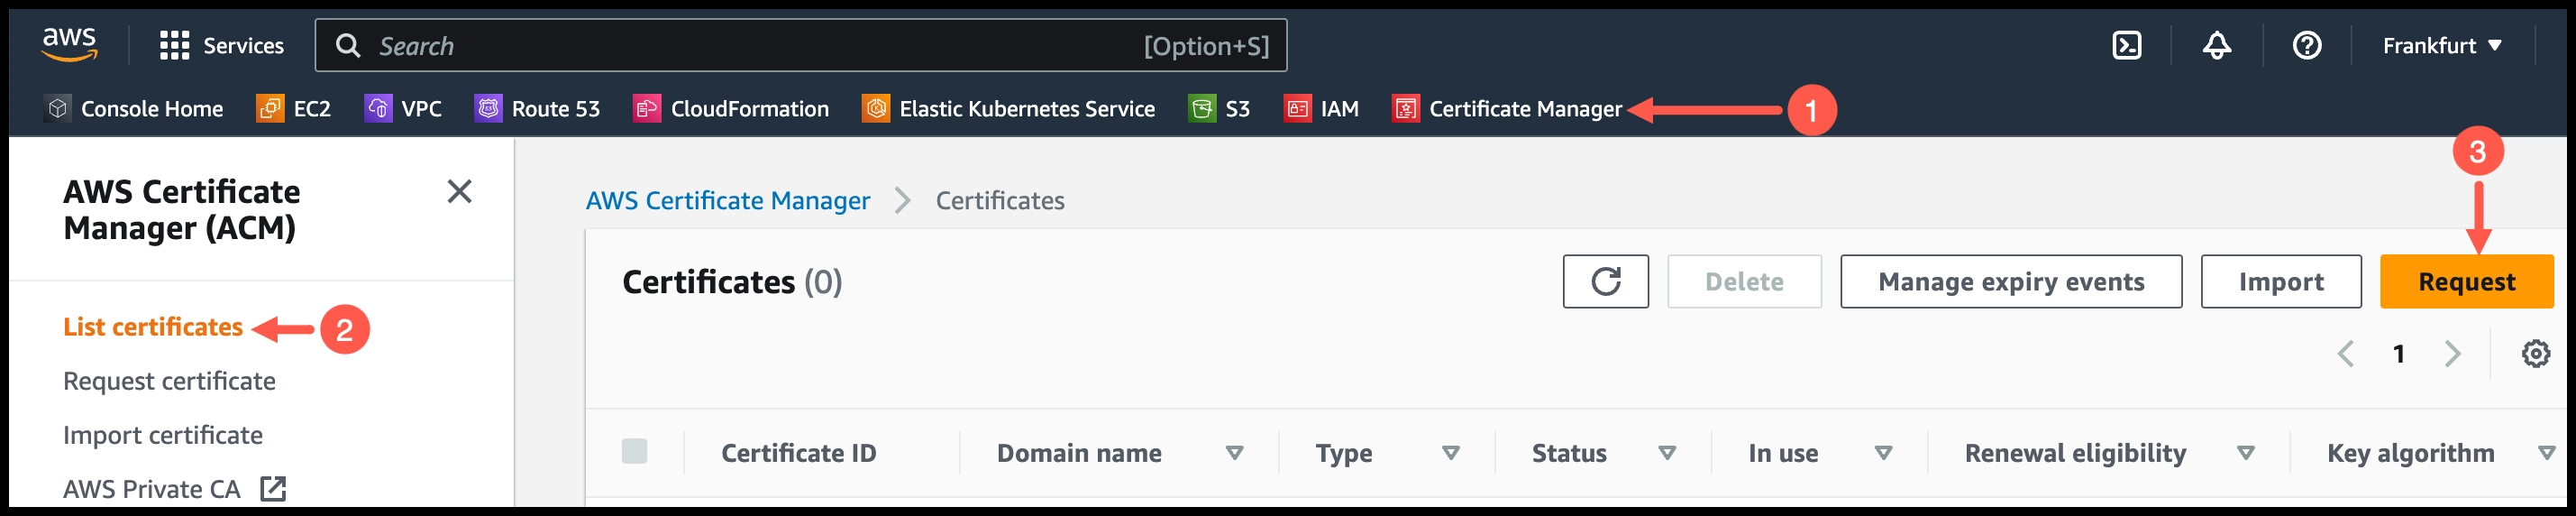 aws Services Search [Option+S] Frankfurt
Console Home EC2 VPC Route 53 CloudFormation Elastic Kubernetes Service S3 IAM Certificate Manager 1
3
AWS Certificate
Manager (ACM)
List certificates 2
Request certificate
Import certificate
AWS Private CA
AWS Certificate Manager Certificates
Certificates (0) Delete Manage expiry events Import Request
1
Certificate ID Domain name Type Status In use Renewal eligibility Key algorithm